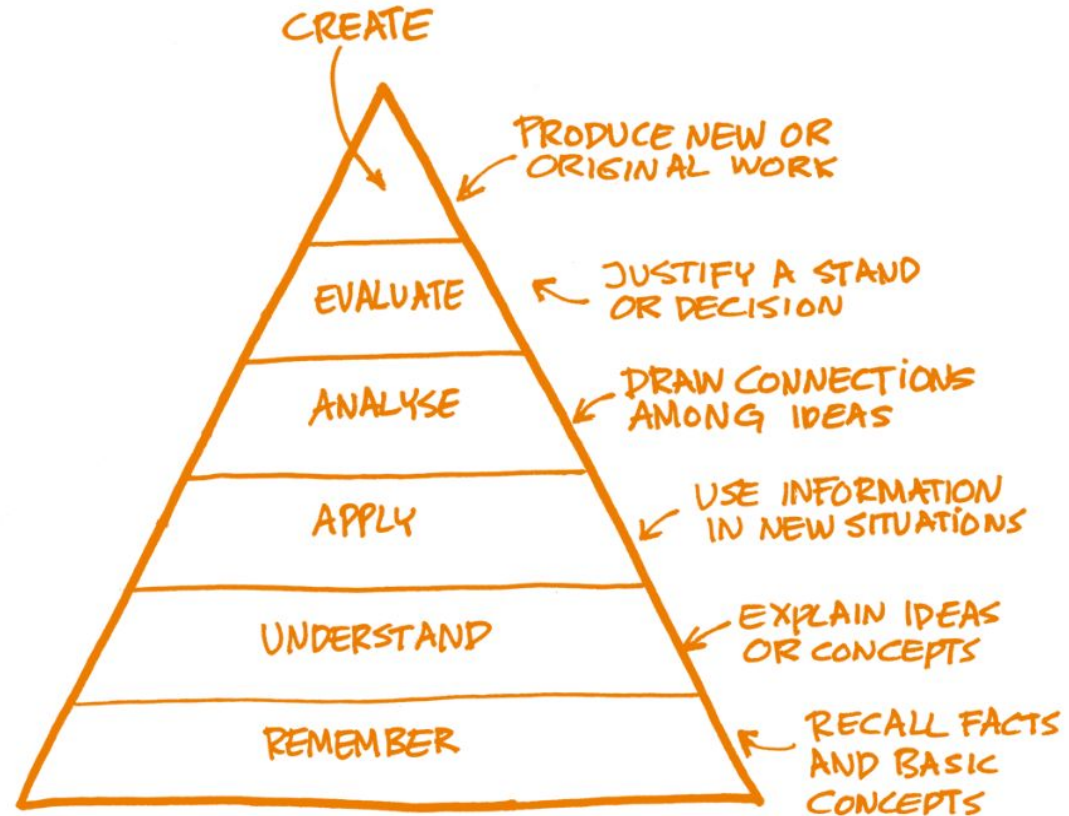 CREATE
PRODUCE NEW OR
ORIGINAL WORK
EVALUATE
JUSTIFY A STAND
OR DECISION
ANALYSE
DRAW CONNECTIONS
AMONG IDEAS
APPLY
USE INFORMATION
IN NEW SITUATIONS
UNDERSTAND
EXPLAIN IDEAS
OR CONCEPTS
REMEMBER
RECALL FACTS
AND BASIC
CONCEPTS